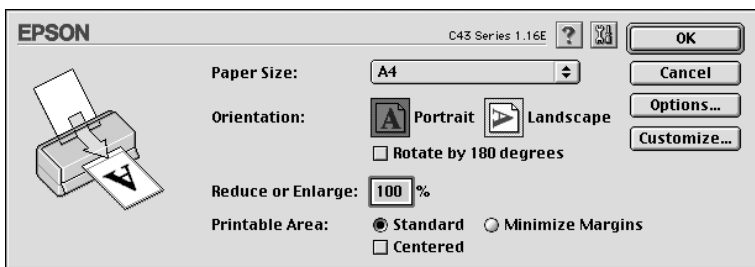 EPSON C43 Series 1.16E ? OK
Paper Size: A4 Cancel
Orientation: A Portrait A Landscape Options...
Rotate by 180 degrees Customize...
Reduce or Enlarge: 100 %
Printable Area: Standard Minimize Margins
Centered
A